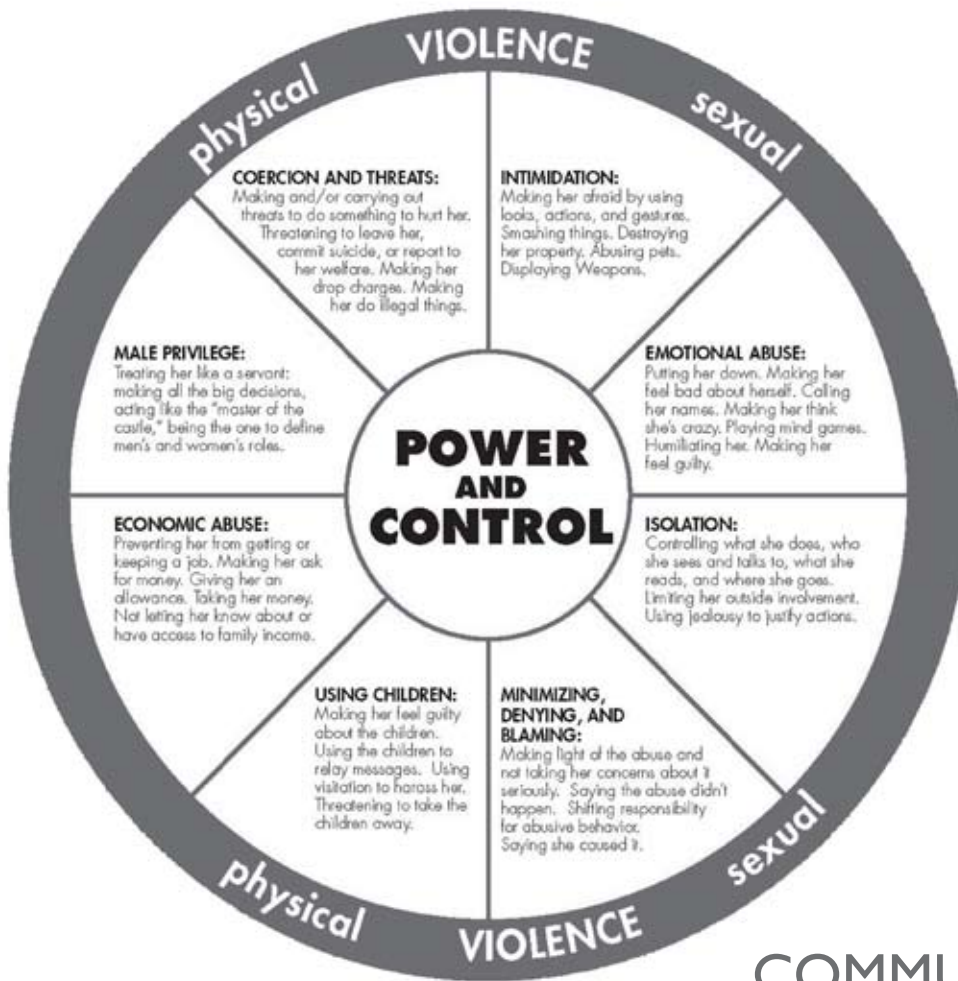 physical VIOLENCE sexual
COERCION AND THREATS:
Making and/or carrying out
threats to do something to hurt her.
Threatening to leave her,
commit suicide, or report to
her welfare. Making her
drop charges. Making
her do illegal things.
INTIMIDATION:
Making her afraid by using
looks, actions, and gestures.
Smashing things. Destroying
her property. Abusing pets.
Displaying Weapons.
MALE PRIVILEGE:
Treating her like a servant:
making all the big decisions,
acting like the "master of the
castle," being the one to define
men's and women's roles.
EMOTIONAL ABUSE:
Putting her down. Making her
feel bad about herself. Calling
her names. Making her think
she's crazy. Playing mind games.
Humiliating her. Making her
feel guilty.
POWER
AND
CONTROL
ECONOMIC ABUSE:
Preventing her from getting or
keeping a job. Making her ask
for money. Giving her an
allowance. Taking her money.
Not letting her know about or
have access to family income.
ISOLATION:
Controlling what she does, who
she sees and talks to, what she
reads, and where she goes.
Limiting her outside involvement.
Using jealousy to justify actions.
USING CHILDREN:
Making her feel guilty
about the children.
Using the children to
relay messages. Using
visitation to harass her.
Threatening to take the
children away.
MINIMIZING,
DENYING, AND
BLAMING:
Making light of the abuse and
not taking her concerns about it
seriously. Saying the abuse didn't
happen. Shifting responsibility
for abusive behavior.
Saying she caused it.
physical VIOLENCE sexual